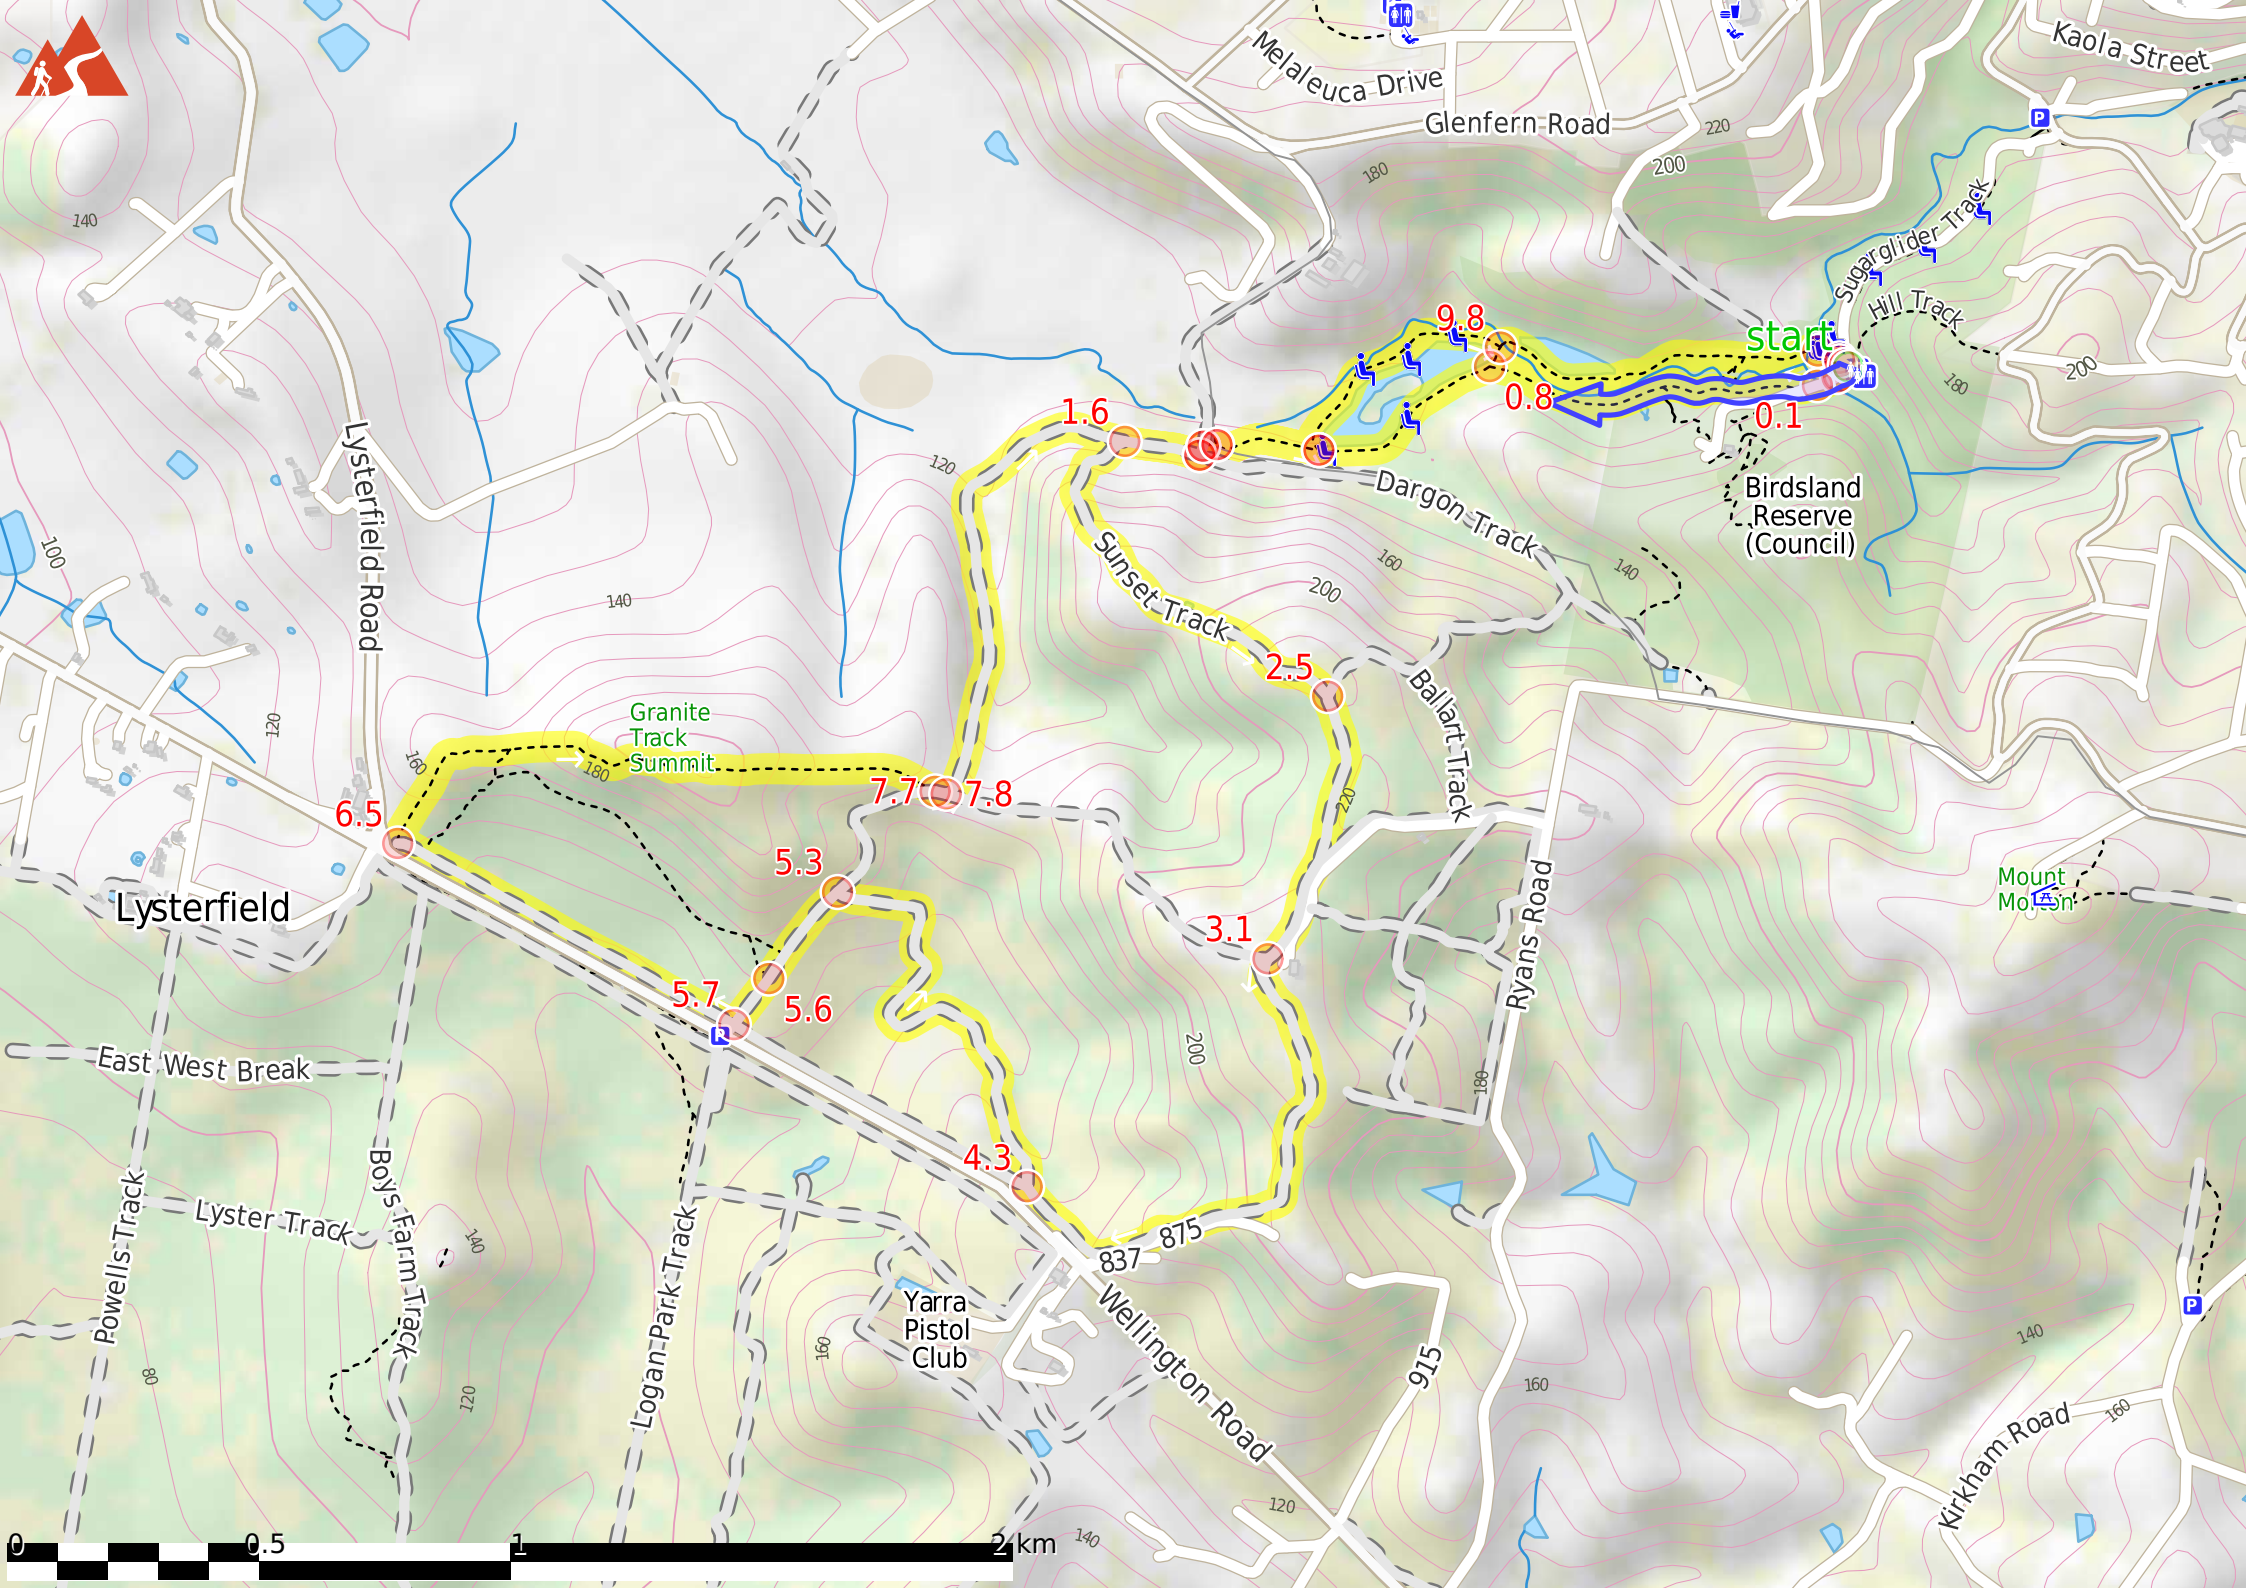 Kaola Street
Melaleuca Drive
Glenfern Road
220
200
180
140
Sugarglider Track
Hill Track
9.8
start
200
180
0.8
0.1
1.6
120
Lysterfield Road
Dargon Track
Birdsland
Reserve
(Council)
100
Sunset Track
160
140
200
140
2.5
Ballart Track
120
Granite
Track
Summit
160
180
7.7
7.8
220
6.5
5.3
Ryans Road
Mount
Morton
Lysterfield
3.1
5.7
5.6
P
P
P
East West Break
200
180
4.3
Powells Track
Lyster Track
Boys Farm Track
140
Logan Park Track
875
837
Yarra
Pistol
Club
Wellington Road
915
140
80
120
160
160
160
Kirkham Road
120
140
0
0.5
1
2 km